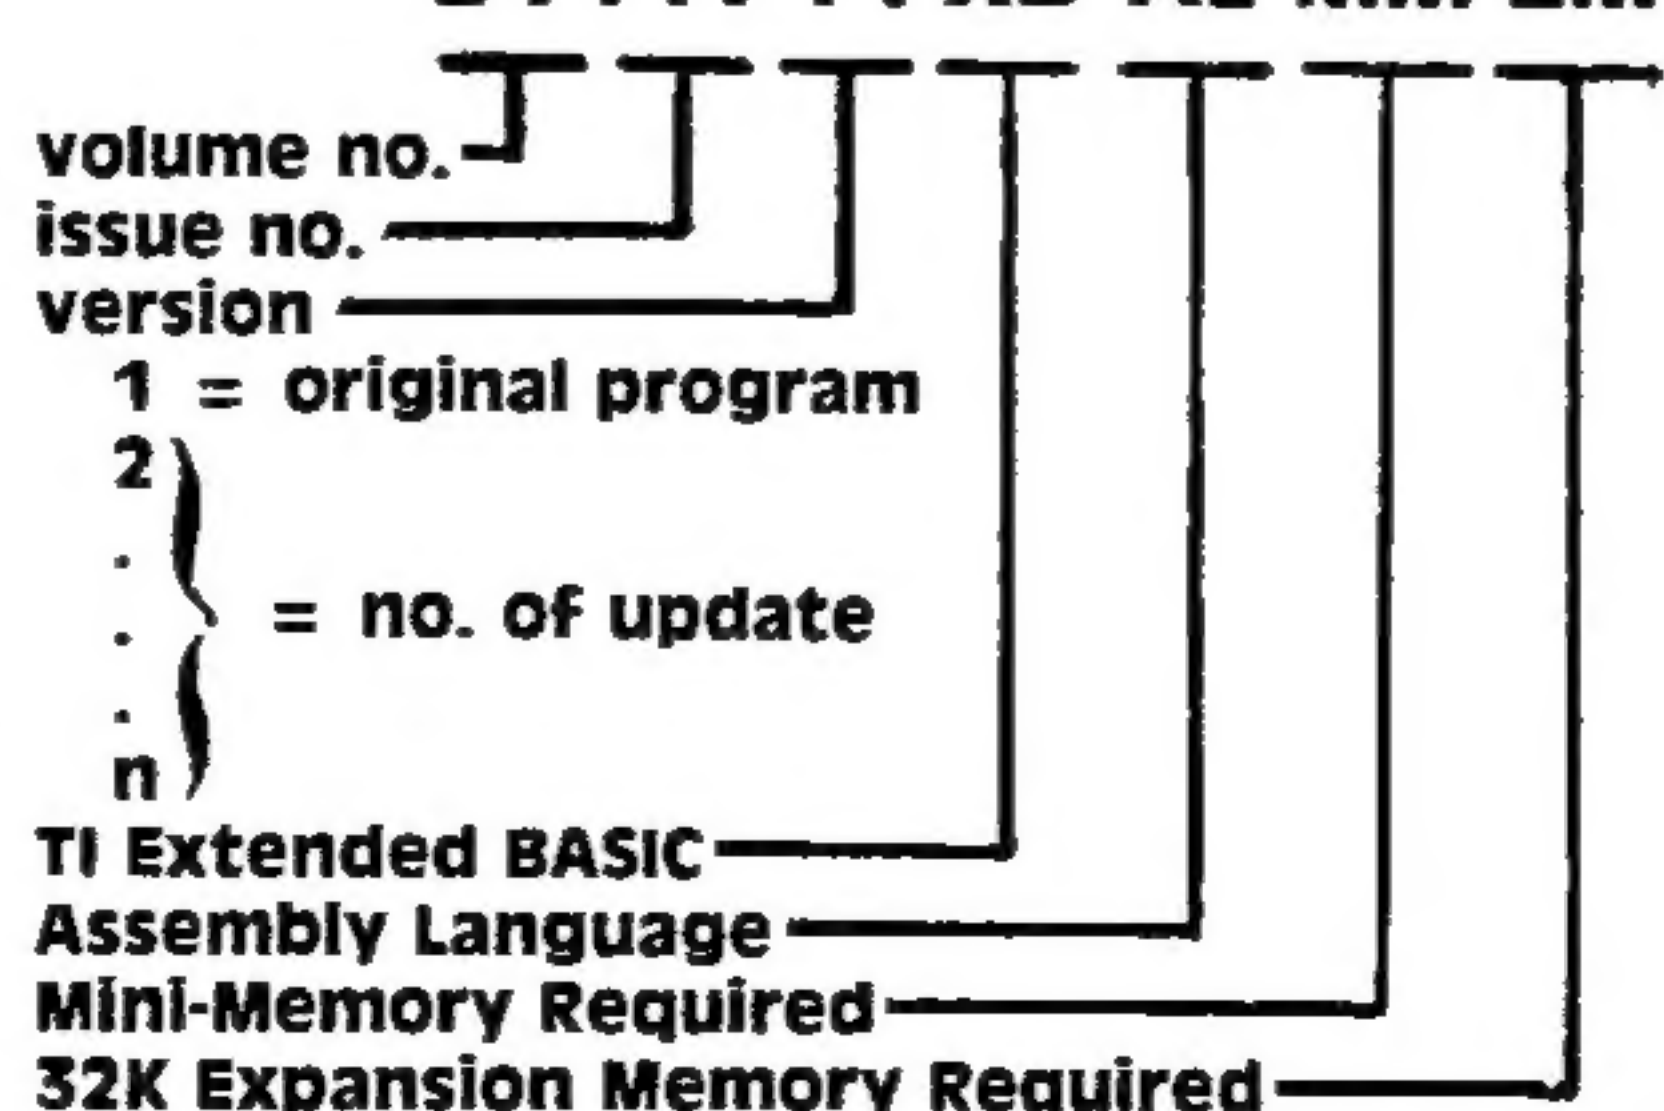 volume no.
issue no.
version
1 = original program
2
.
.
.
n
= no. of update
TI Extended BASIC
Assembly Language
Mini-Memory Required
32K Expansion Memory Required